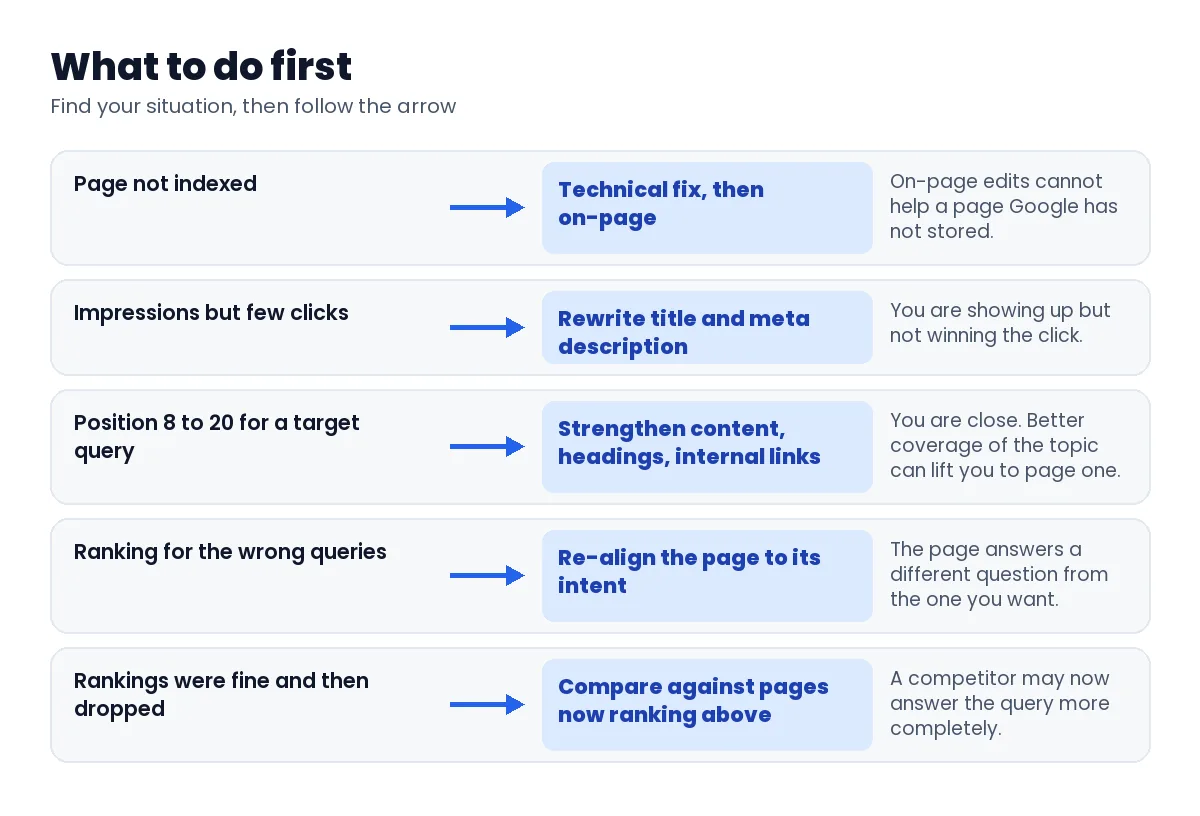 What to do first
Find your situation, then follow the arrow
Page not indexed
Technical fix, then
on-page
On-page edits cannot
help a page Google has
not stored.
Impressions but few clicks
Rewrite title and meta
description
You are showing up but
not winning the click.
Position 8 to 20 for a target
query
Strengthen content,
headings, internal links
You are close. Better
coverage of the topic
can lift you to page one.
Ranking for the wrong queries
Re-align the page to its
intent
The page answers a
different question from
the one you want.
Rankings were fine and then
dropped
Compare against pages
now ranking above
A competitor may now
answer the query more
completely.